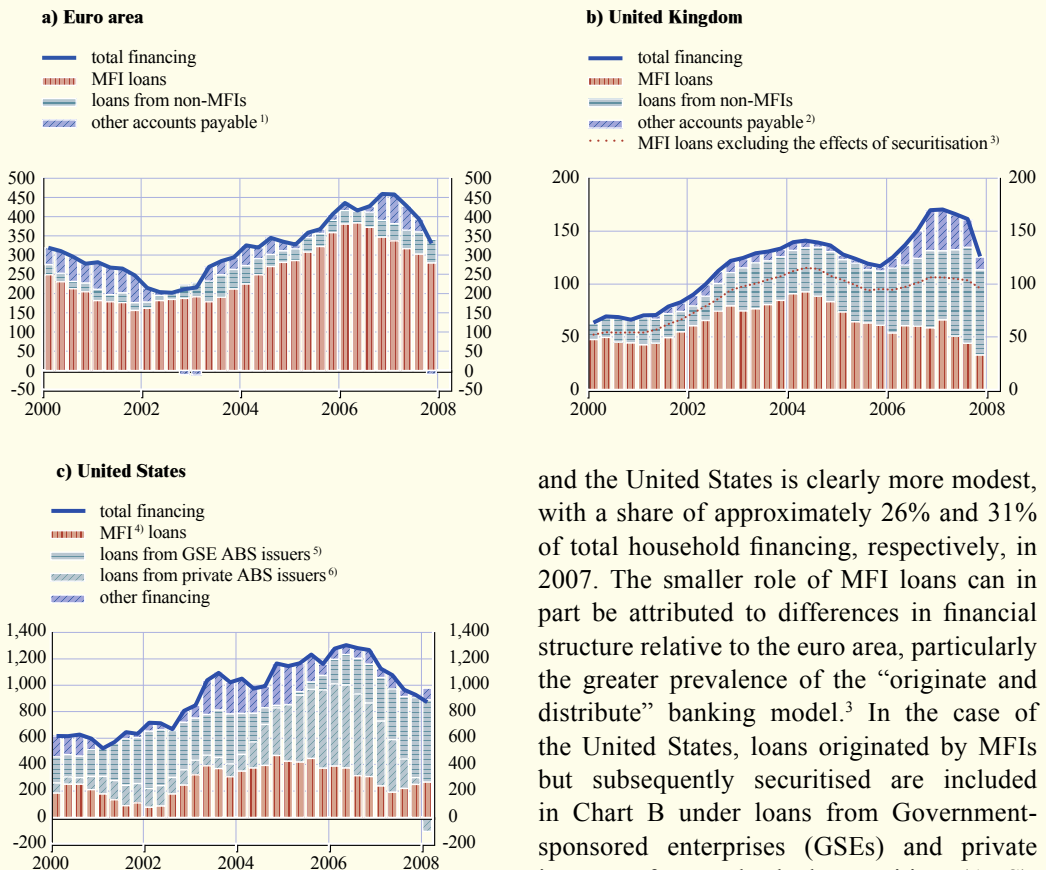 a) Euro area
total financing
MFI loans
loans from non-MFIs
other accounts payable 1)
500 500
450 450
400 400
350 350
300 300
250 250
200 200
150 150
100 100
50 50
0 0
-50 -50
2000 2002 2004 2006 2008
b) United Kingdom
total financing
MFI loans
loans from non-MFIs
other accounts payable 2)
MFI loans excluding the effects of securitisation 3)
200 200
150 150
100 100
50 50
0 0
2000 2002 2004 2006 2008
c) United States
total financing
MFI 4) loans
loans from GSE ABS issuers 5)
loans from private ABS issuers 6)
other financing
1,400 1,400
1,200 1,200
1,000 1,000
800 800
600 600
400 400
200 200
0 0
-200 -200
2000 2002 2004 2006 2008
and the United States is clearly more modest,
with a share of approximately 26% and 31%
of total household financing, respectively, in
2007. The smaller role of MFI loans can in
part be attributed to differences in financial
structure relative to the euro area, particularly
the greater prevalence of the “originate and
distribute” banking model.3 In the case of
the United States, loans originated by MFIs
but subsequently securitised are included
in Chart B under loans from Government-
sponsored enterprises (GSEs) and private